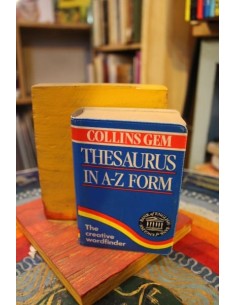 COLLINS GEM
THESAURUS
IN A-Z FORM
The
creative
wordfinder